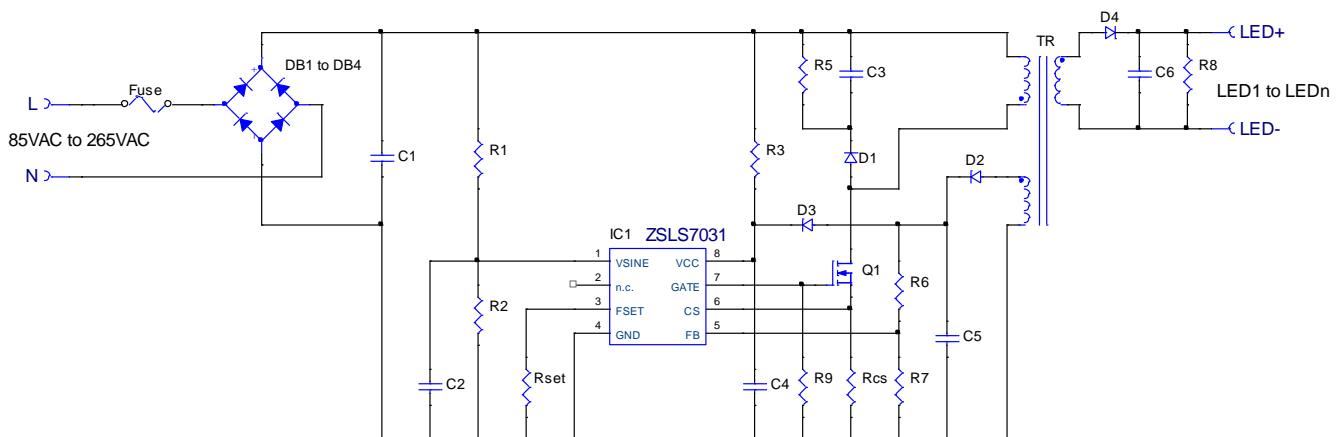 D4
LED+
TR
DB1 to DB4
R5
C3
C6
R8
Fuse
L
LED1 to LEDn
85VAC to 265VAC
C1
R1
R3
D1
LED-
N
D2
D3
IC1 ZSLS7031
1 VSINE VCC 8
2 n.c. GATE 7
3 FSET CS 6
4 GND FB 5
Q1
R6
R2
C5
C2
Rset
C4
R9
Rcs
R7
+
-